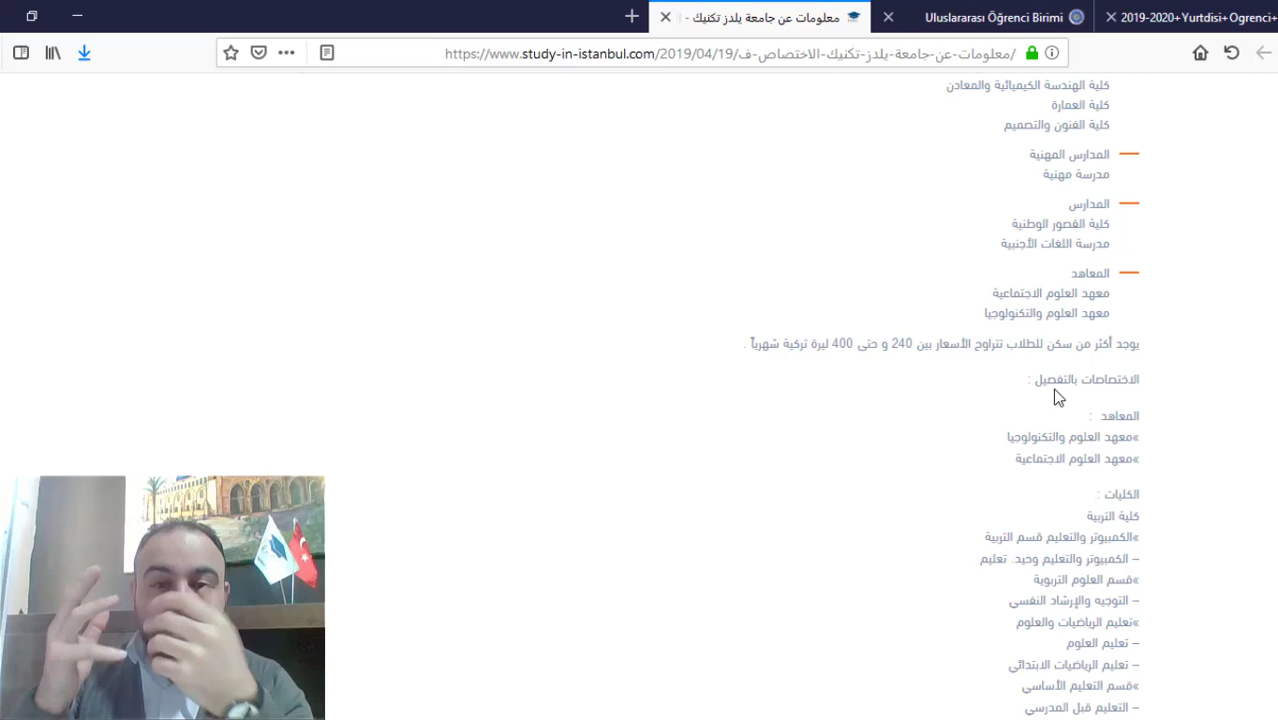 معلومات عن جامعة يلدز تكنيك -
Uluslararası Öğrenci Birimi
2019-2020+Yurtdisi+Ogrenci+
https://www.study-in-istanbul.com/2019/04/19/معلومات-عن-جامعة-يلدز-تكنيك-الاختصاص-ف/
كلية الهندسة الكيميائية والمعادن
كلية العمارة
كلية الفنون والتصميم
المدارس المهنية
مدرسة مهنية
المدارس
كلية القصور الوطنية
مدرسة اللغات الأجنبية
المعاهد
معهد العلوم الاجتماعية
معهد العلوم والتكنولوجيا
يوجد أكثر من سكن للطلاب تتراوح الأسعار بين 240 و حتى 400 ليرة تركية شهرياً .
الاختصاصات بالتفصيل :
المعاهد :
»معهد العلوم والتكنولوجيا
»معهد العلوم الاجتماعية
الكليات :
كلية التربية
»الكمبيوتر والتعليم قسم التربية
– الكمبيوتر والتعليم وحيد. تعليم
»قسم العلوم التربوية
– التوجيه والإرشاد النفسي
»تعليم الرياضيات والعلوم
– تعليم العلوم
– تعليم الرياضيات الابتدائي
»قسم التعليم الأساسي
– التعليم قبل المدرسي